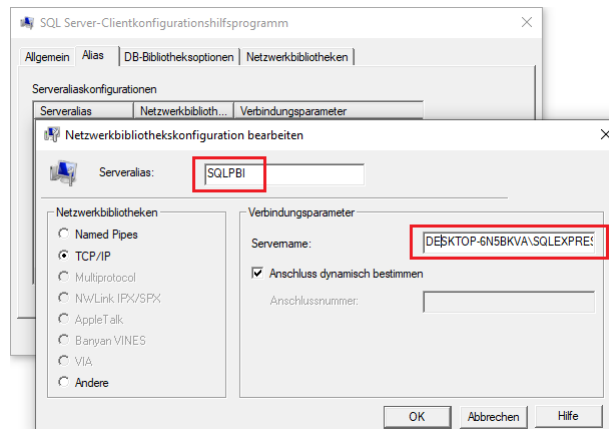 SQL Server-Clientkonfigurationshilfsprogramm
Allgemein Alias DB-Bibliotheksoptionen Netzwerkbibliotheken
Serveraliaskonfigurationen
Serveralias Netzwerkbiblioth... Verbindungsparameter
Netzwerkbibliothekskonfiguration bearbeiten
Serveralias: SQLPBI
Netzwerkbibliotheken
Named Pipes
TCP/IP
Multiprotocol
NWLink IPX/SPX
AppleTalk
Banyan VINES
VIA
Andere
Verbindungsparameter
Servername: DESKTOP-6N5BKVA\SQLEXPRES
Anschluss dynamisch bestimmen
Anschlussnummer:
OK Abbrechen Hilfe